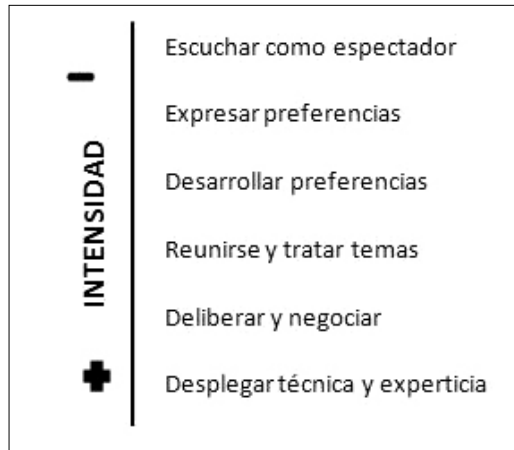 Escuchar como espectador
Expresar preferencias
Desarrollar preferencias
Reunirse y tratar temas
Deliberar y negociar
Desplegar técnica y experticia
INTENSIDAD